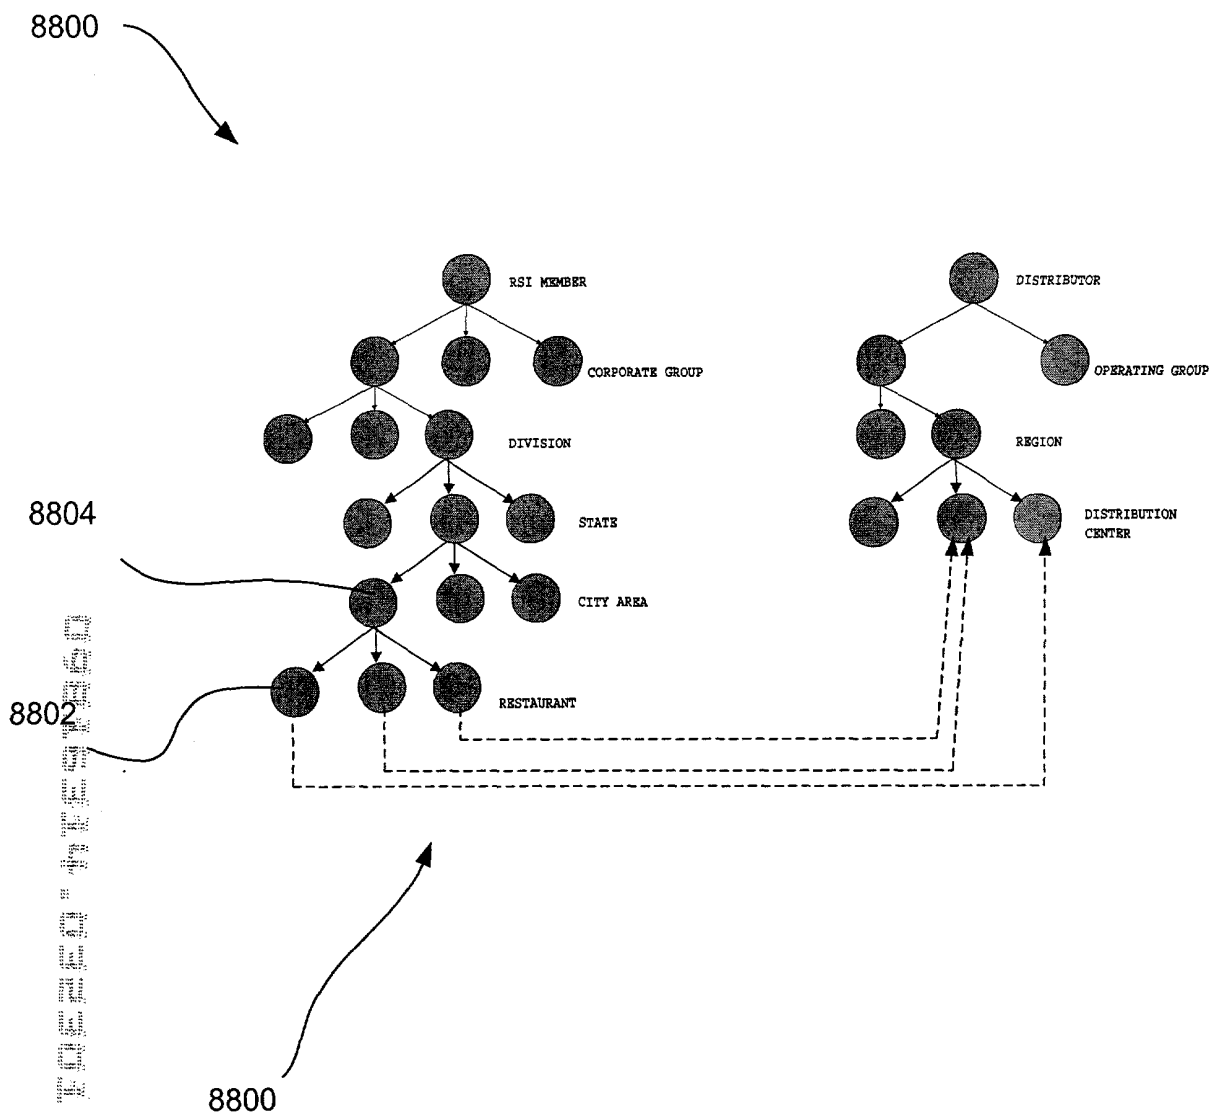 8800
RSI MEMBER
DISTRIBUTOR
CORPORATE GROUP
OPERATING GROUP
DIVISION
REGION
8804
STATE
DISTRIBUTION
CENTER
CITY AREA
8802
RESTAURANT
8800